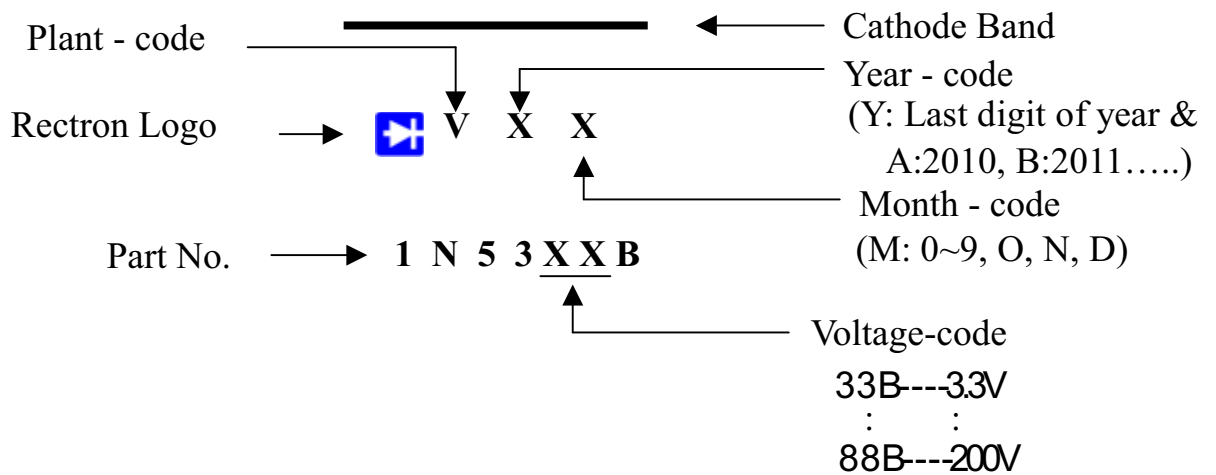 Plant - code
Cathode Band
Year - code
(Y: Last digit of year &
A:2010, B:2011…..)
Rectron Logo
V X X
Month - code
(M: 0~9, O, N, D)
Part No.
1 N 5 3 X X B
Voltage-code
33B----3.3V
: :
88B----200V